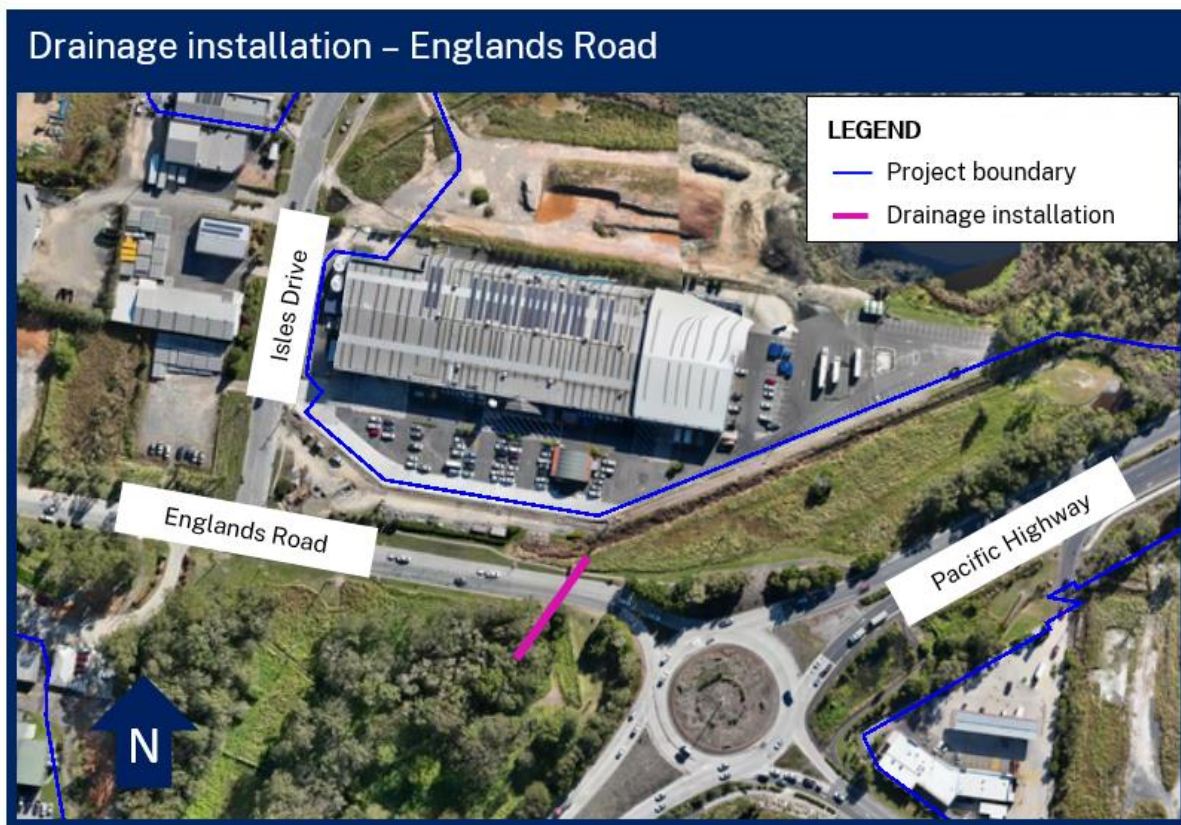 Drainage installation – Englands Road
LEGEND
Project boundary
Drainage installation
Isles Drive
Englands Road
Pacific Highway
N